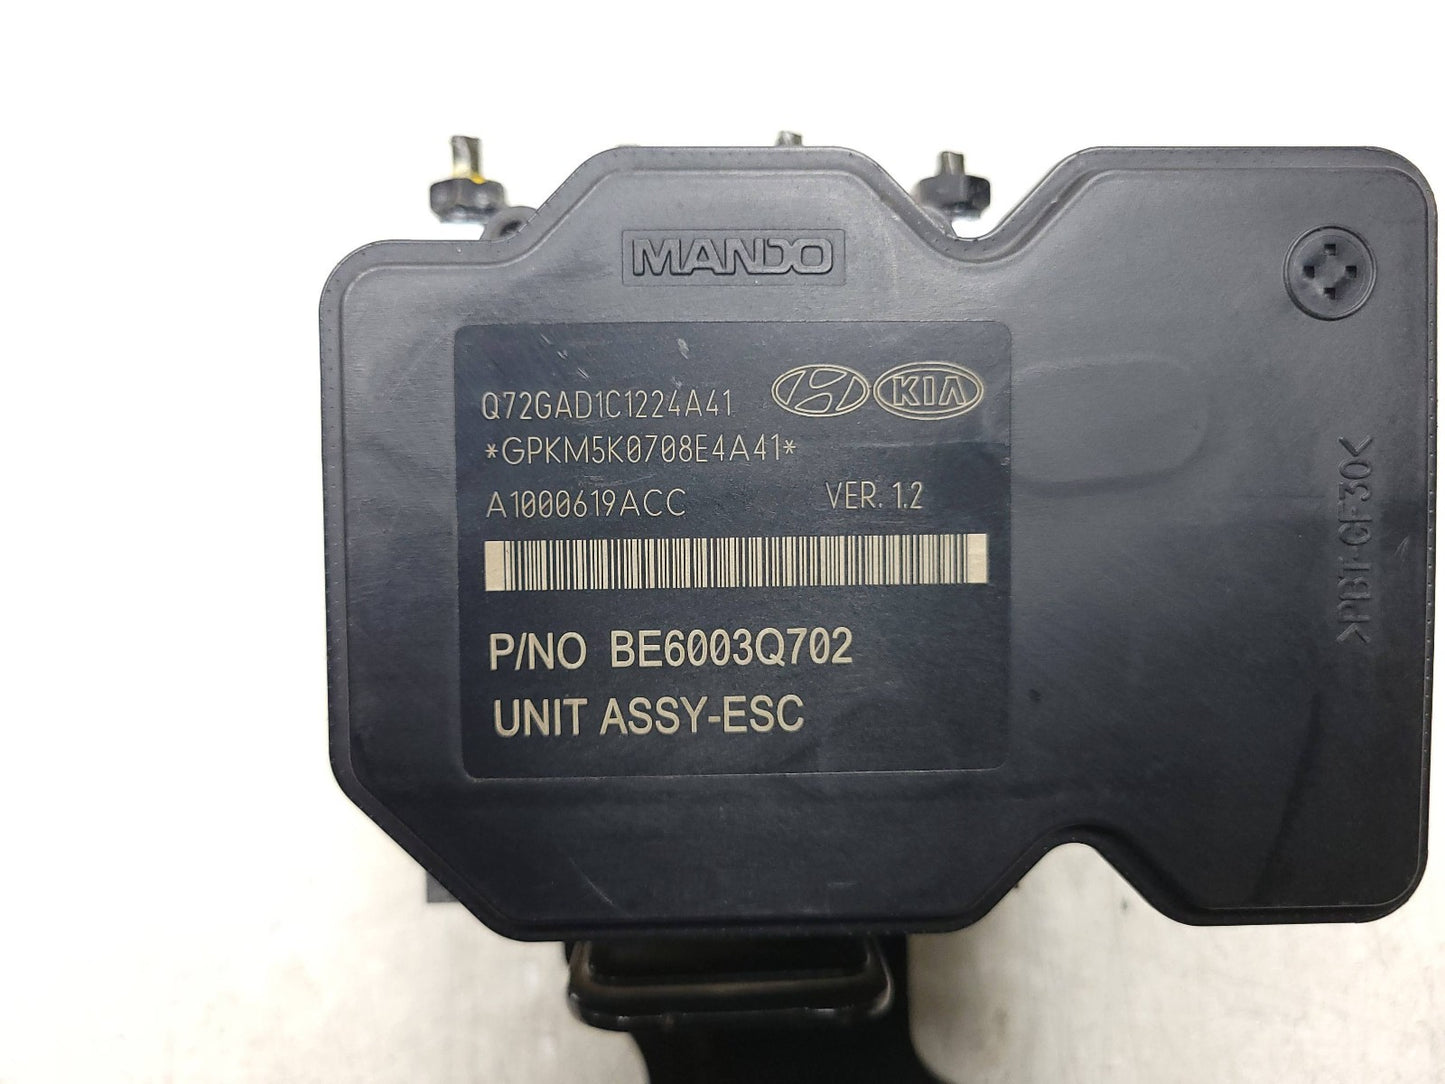 MANDO
Q72GAD1C1224A41
KIA
*GPKM5K0708E4A41*
A1000619ACC VER. 1.2
P/NO BE6003Q702
UNIT ASSY-ESC
>PBT-GF30<